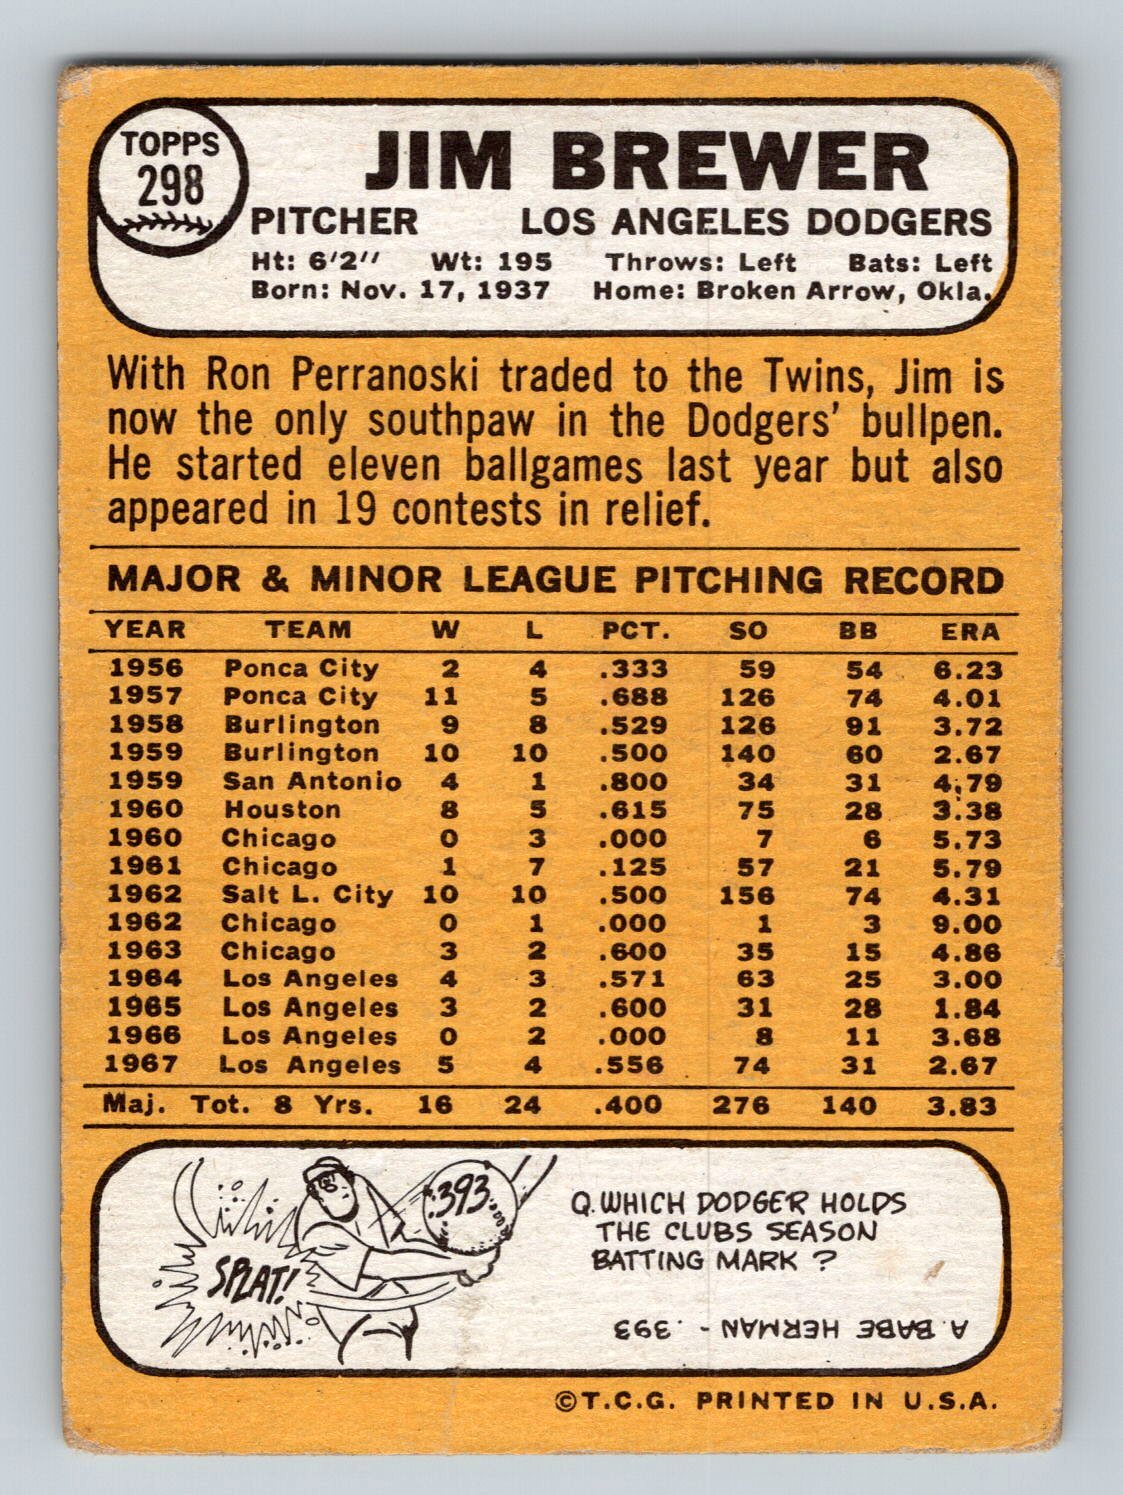 TOPPS
298
JIM BREWER
PITCHER LOS ANGELES DODGERS
Ht: 6'2" Wt: 195 Throws: Left Bats: Left
Born: Nov. 17, 1937 Home: Broken Arrow, Okla.
With Ron Perranoski traded to the Twins, Jim is
now the only southpaw in the Dodgers' bullpen.
He started eleven ballgames last year but also
appeared in 19 contests in relief.
MAJOR & MINOR LEAGUE PITCHING RECORD
YEAR TEAM W L PCT. SO BB ERA
1956 Ponca City 2 4 .333 59 54 6.23
1957 Ponca City 11 5 .688 126 74 4.01
1958 Burlington 9 8 .529 126 91 3.72
1959 Burlington 10 10 .500 140 60 2.67
1959 San Antonio 4 1 .800 34 31 4.79
1960 Houston 8 5 .615 75 28 3.38
1960 Chicago 0 3 .000 7 6 5.73
1961 Chicago 1 7 .125 57 21 5.79
1962 Salt L. City 10 10 .500 156 74 4.31
1962 Chicago 0 1 .000 1 3 9.00
1963 Chicago 3 2 .600 35 15 4.86
1964 Los Angeles 4 3 .571 63 25 3.00
1965 Los Angeles 3 2 .600 31 28 1.84
1966 Los Angeles 0 2 .000 8 11 3.68
1967 Los Angeles 5 4 .556 74 31 2.67
Maj. Tot. 8 Yrs. 16 24 .400 276 140 3.83
.393
SPLAT!
Q. WHICH DODGER HOLDS
THE CLUBS SEASON
BATTING MARK ?
A. BABE HERMAN - .393
©T.C.G. PRINTED IN U.S.A.